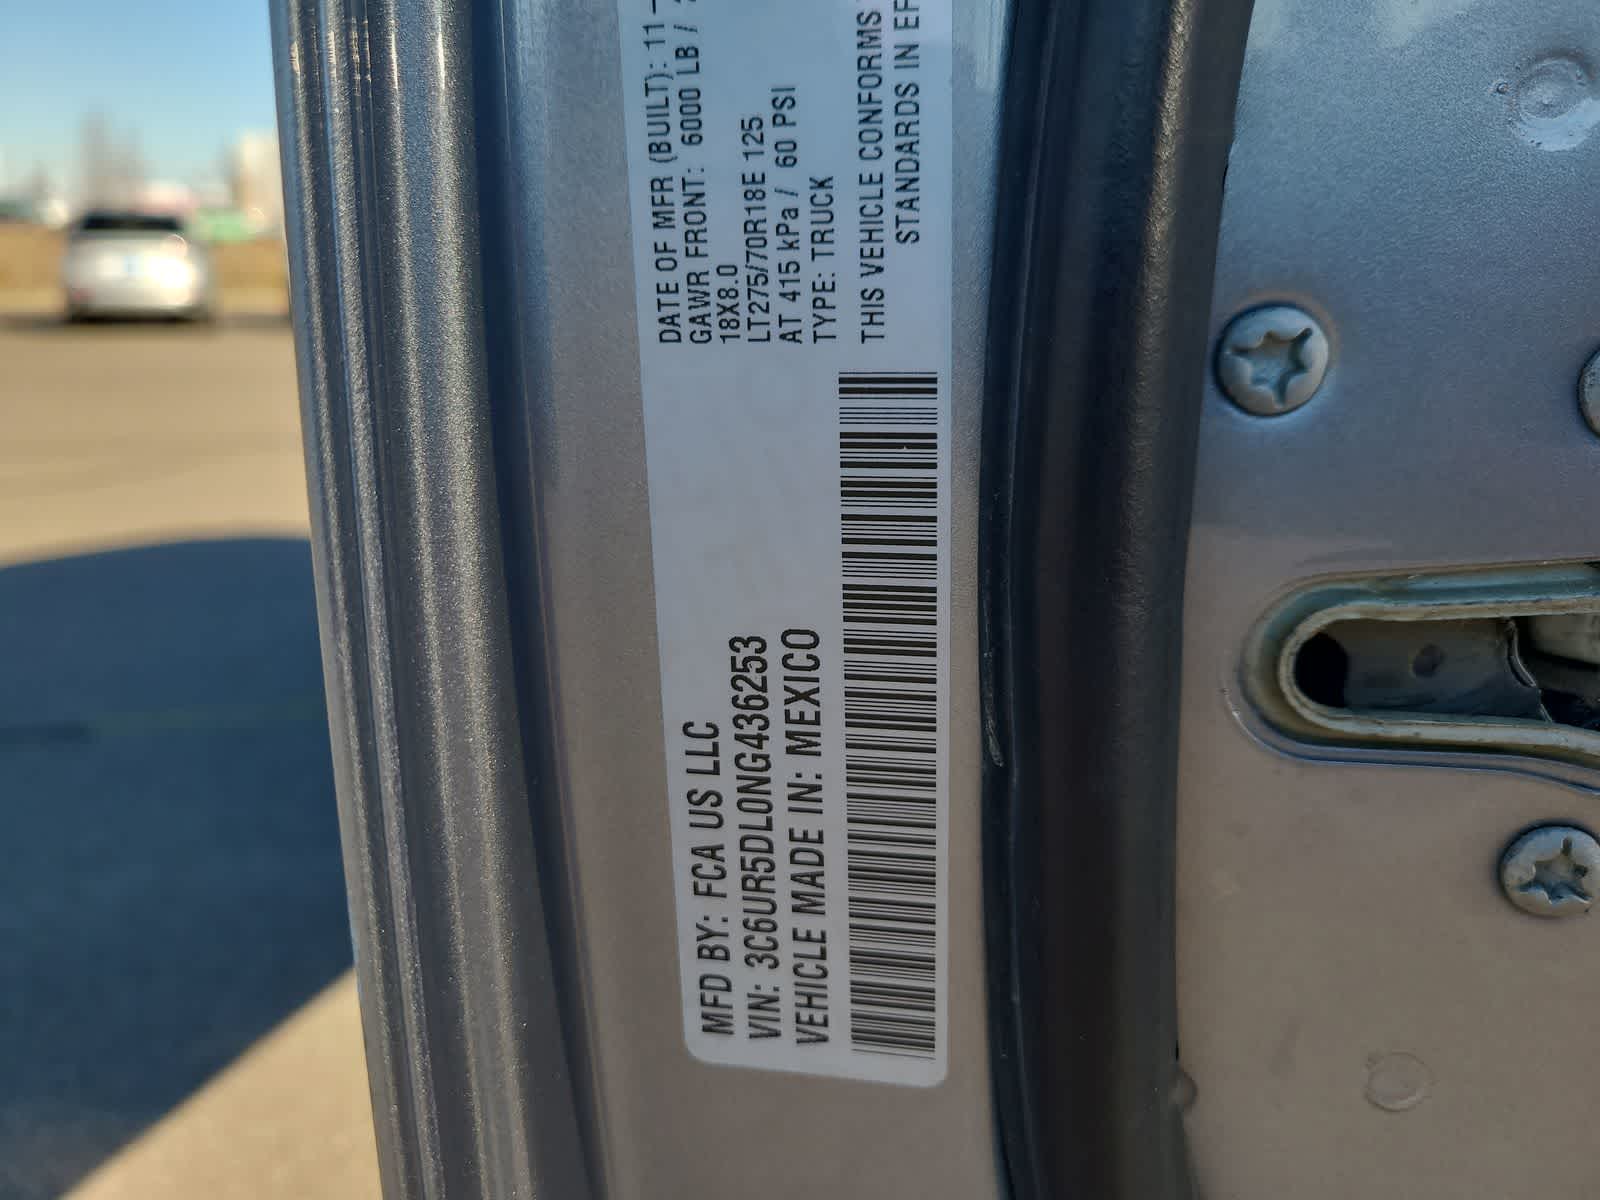 MFD BY: FCA US LLC
VIN: 3C6UR5DL0NG436253
VEHICLE MADE IN: MEXICO
DATE OF MFR (BUILT): 11-
GAWR FRONT: 6000 LB /
18X8.0
LT275/70R18E 125
AT 415 kPa / 60 PSI
TYPE: TRUCK
THIS VEHICLE CONFORMS
STANDARDS IN EF